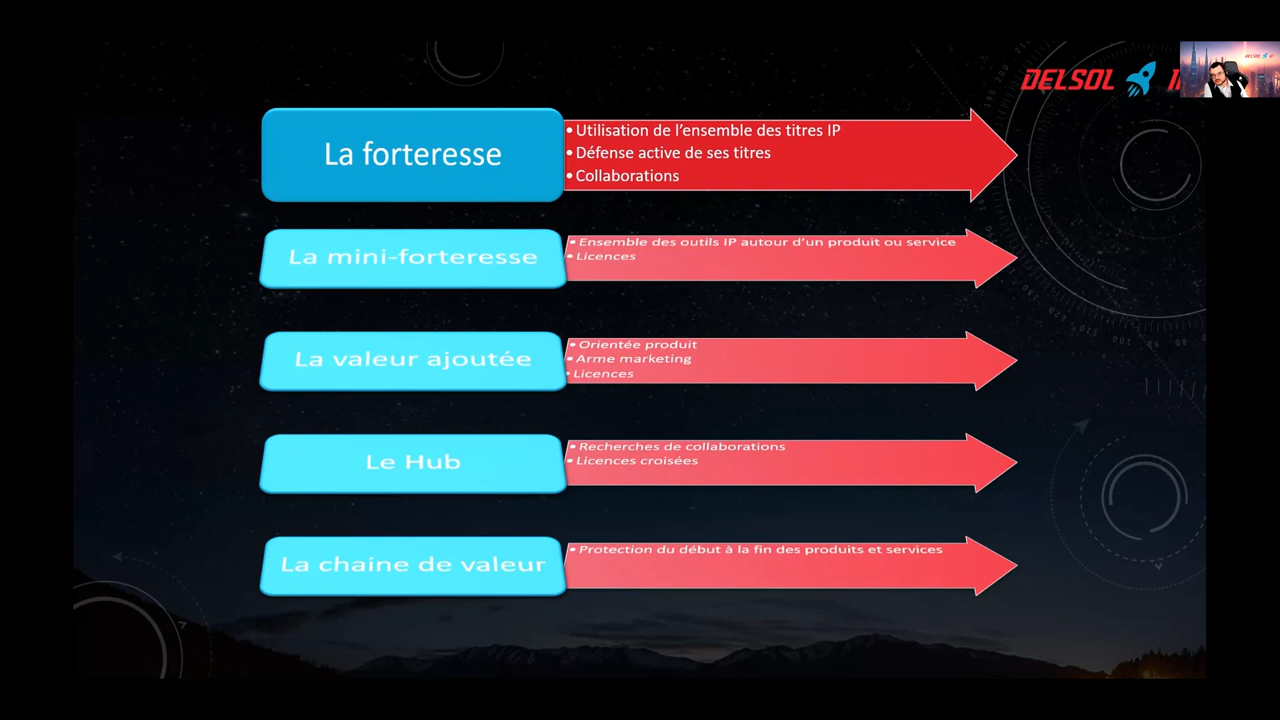 DELSOL
La forteresse
• Utilisation de l’ensemble des titres IP
• Défense active de ses titres
• Collaborations
La mini-forteresse
• Ensemble des outils IP autour d’un produit ou service
• Licences
La valeur ajoutée
• Orientée produit
• Arme marketing
• Licences
Le Hub
• Recherches de collaborations
• Licences croisées
La chaine de valeur
• Protection du début à la fin des produits et services